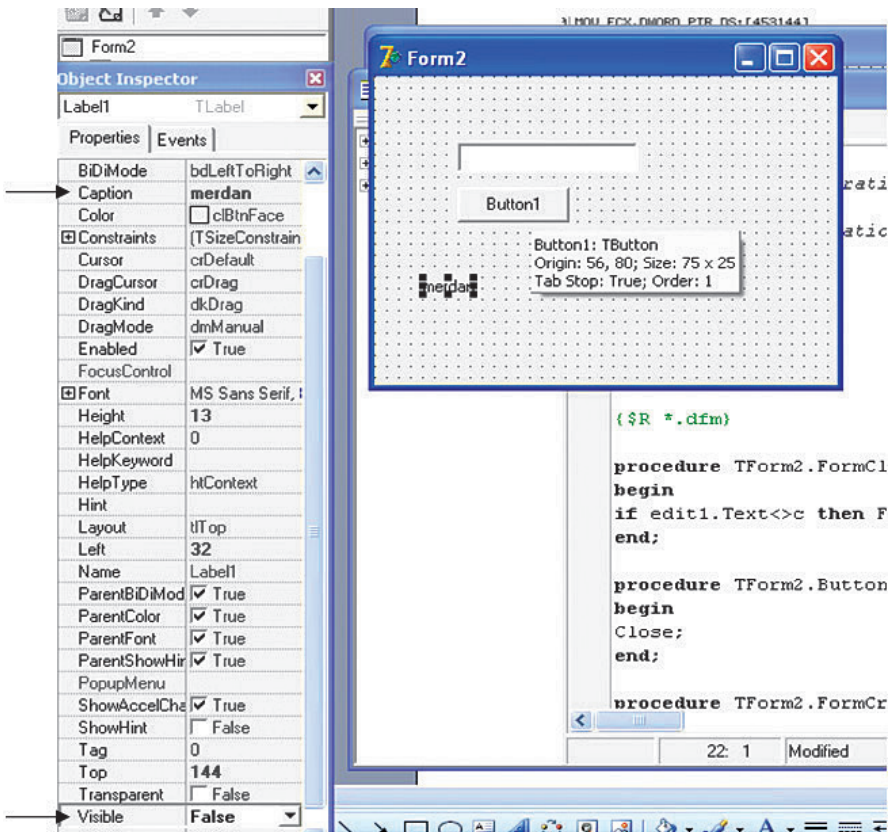 MOV ECX,DWORD PTR DS:[453144]
Form2
Object Inspector
Label1 TLabel
Properties Events
BiDiMode bdLeftToRight
Caption merdan
Color clBtnFace
Constraints (TSizeConstrain
Cursor crDefault
DragCursor crDrag
DragKind dkDrag
DragMode dmManual
Enabled True
FocusControl
Font MS Sans Serif,
Height 13
HelpContext 0
HelpKeyword
HelpType htContext
Hint
Layout tlTop
Left 32
Name Label1
ParentBiDiMod True
ParentColor True
ParentFont True
ParentShowHin True
PopupMenu
ShowAccelCha True
ShowHint False
Tag 0
Top 144
Transparent False
Visible False
Form2
Button1
Button1: TButton
Origin: 56, 80; Size: 75 x 25
Tab Stop: True; Order: 1
merdan
rati
atic
{$R *.dfm}
procedure TForm2.FormCl
begin
if edit1.Text<>c then F
end;
procedure TForm2.Button
begin
Close;
end;
procedure TForm2.FormCr
22: 1 Modified